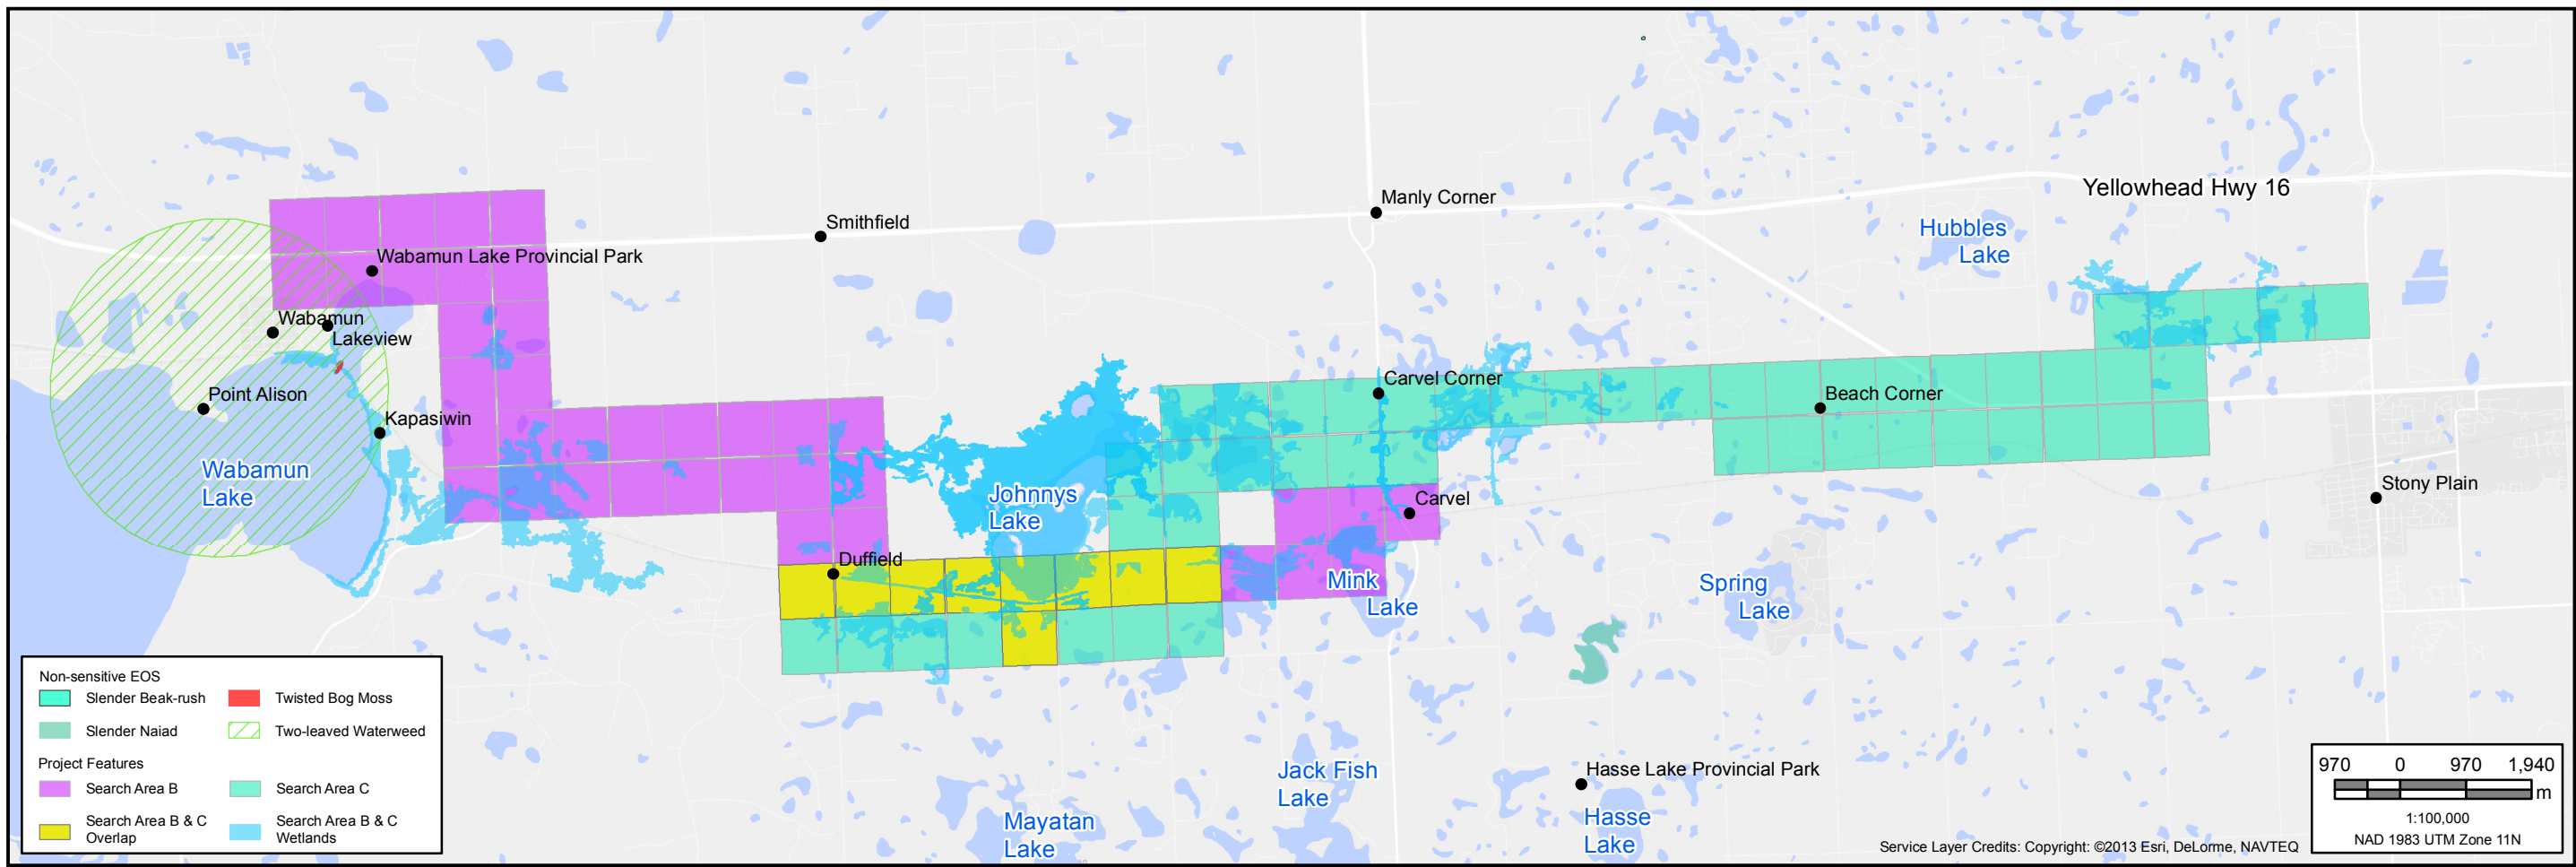 Manly Corner
Yellowhead Hwy 16
Smithfield
Hubbles
Lake
Wabamun Lake Provincial Park
Wabamun
Lakeview
Carvel Corner
Beach Corner
Point Alison
Kapasiwin
Wabamun
Lake
Johnnys
Lake
Carvel
Stony Plain
Duffield
Mink
Lake
Spring
Lake
Non-sensitive EOS
Slender Beak-rush
Twisted Bog Moss
Slender Naiad
Two-leaved Waterweed
Project Features
Search Area B
Search Area C
Search Area B & C
Overlap
Search Area B & C
Wetlands
Jack Fish
Lake
Hasse Lake Provincial Park
Mayatan
Lake
Hasse
Lake
970 0 970 1,940
m
1:100,000
NAD 1983 UTM Zone 11N
Service Layer Credits: Copyright: ©2013 Esri, DeLorme, NAVTEQ